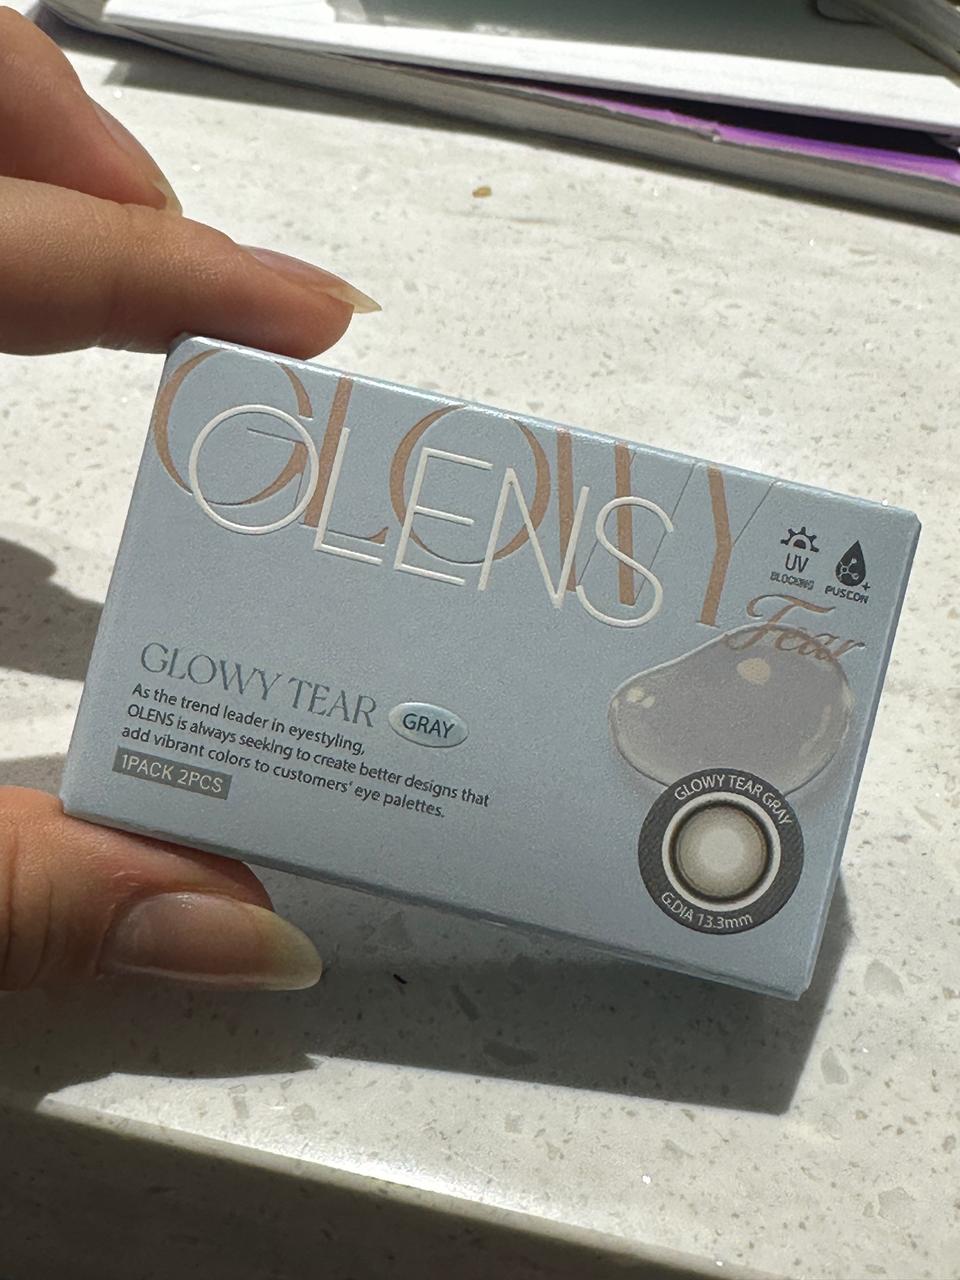 GLOWY
OLENS
Tear
UV
BLOCKING
PUSCON
GLOWY TEAR
GRAY
As the trend leader in eyestyling,
OLENS is always seeking to create better designs that
add vibrant colors to customers' eye palettes.
1PACK 2PCS
GLOWY TEAR GRAY
G.DIA 13.3mm